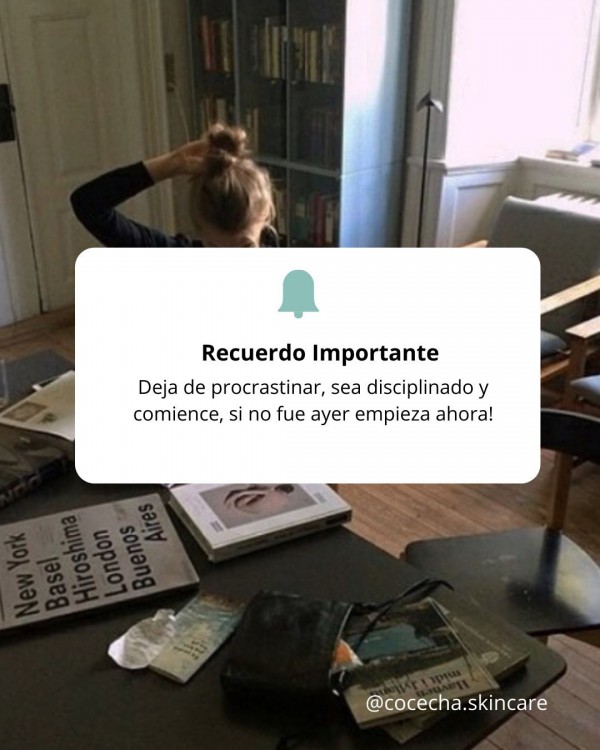 Recuerdo Importante
Deja de procrastinar, sea disciplinado y
comience, si no fue ayer empieza ahora!
New York
Basel
Hiroshima
London
Buenos
Aires
@cocecha.skincare